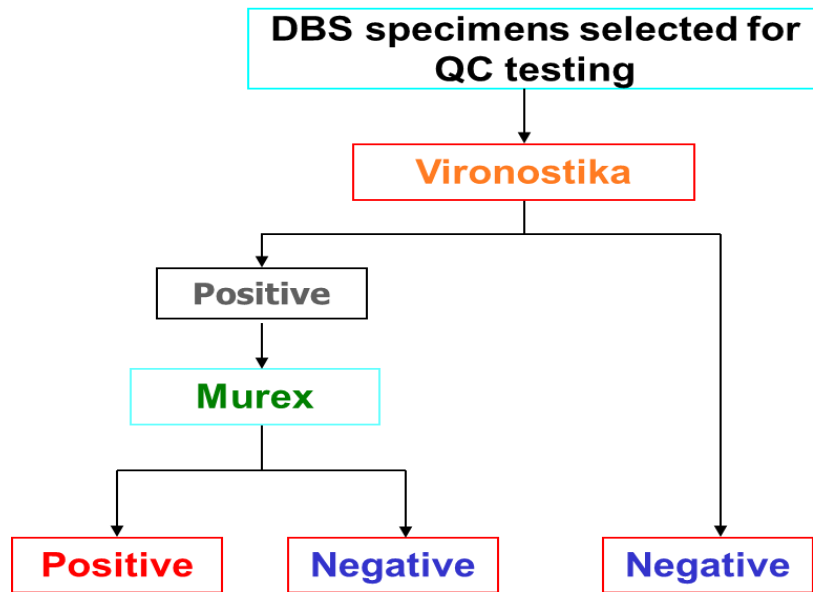 DBS specimens selected for
QC testing
Vironostika
Positive
Murex
Positive
Negative
Negative